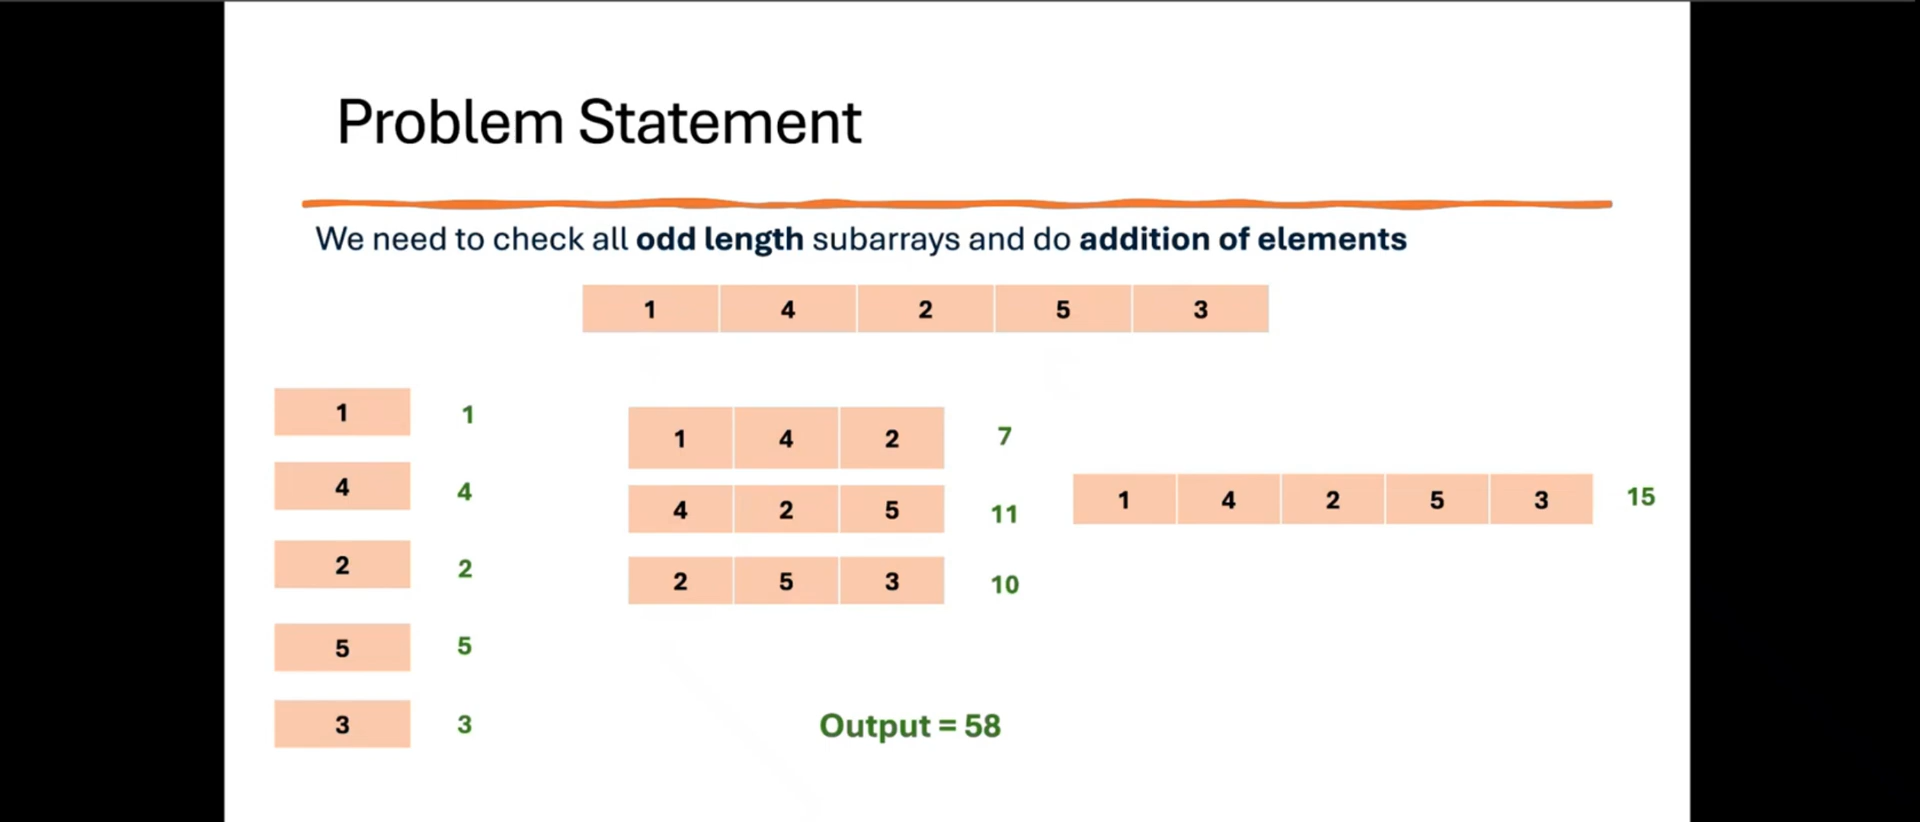 Problem Statement
We need to check all odd length subarrays and do addition of elements
1 4 2 5 3
1 1
4 4
2 2
5 5
3 3
1 4 2 7
4 2 5 11
2 5 3 10
1 4 2 5 3 15
Output = 58